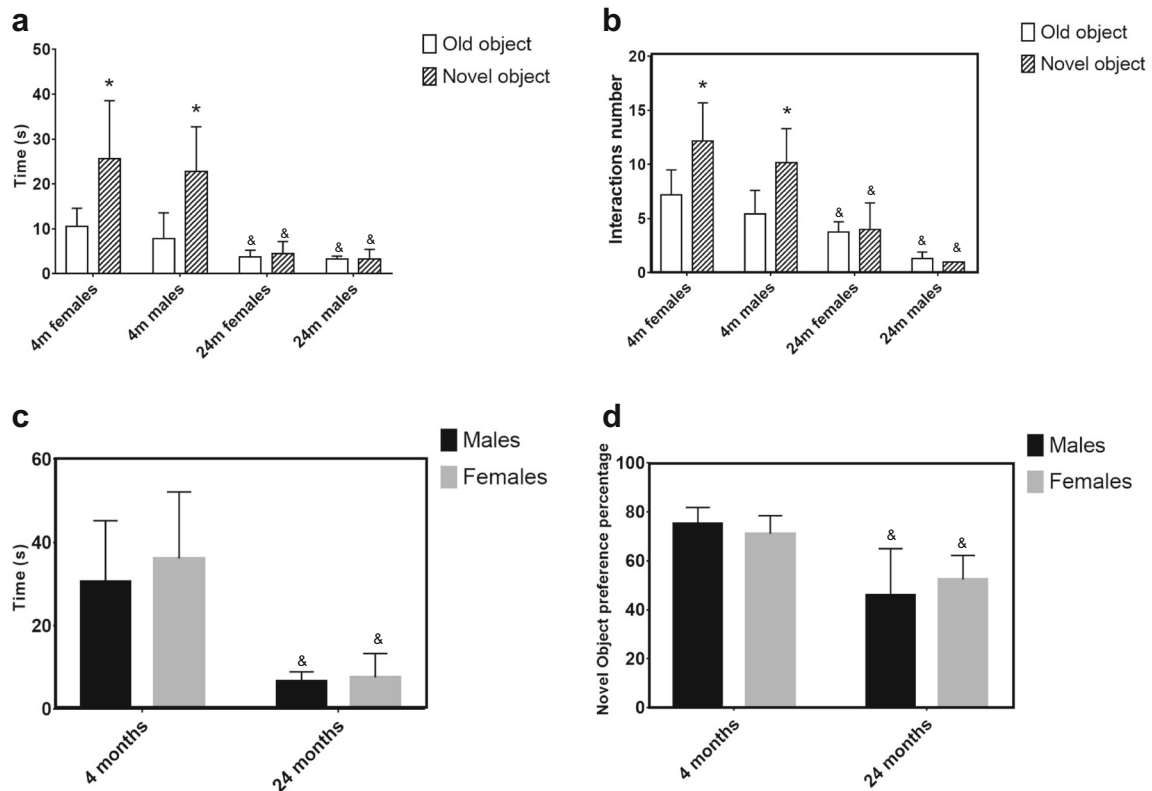 a
Old object
Novel object
Time (s)
50
40
30
20
10
0
*
*
& &
& &
4m females
4m males
24m females
24m males
b
Old object
Novel object
Interactions number
20
15
10
5
0
*
*
& &
& &
4m females
4m males
24m females
24m males
c
Males
Females
Time (s)
60
40
20
0
&
&
4 months
24 months
d
Males
Females
Novel Object preference percentage
100
80
60
40
20
0
&
&
4 months
24 months